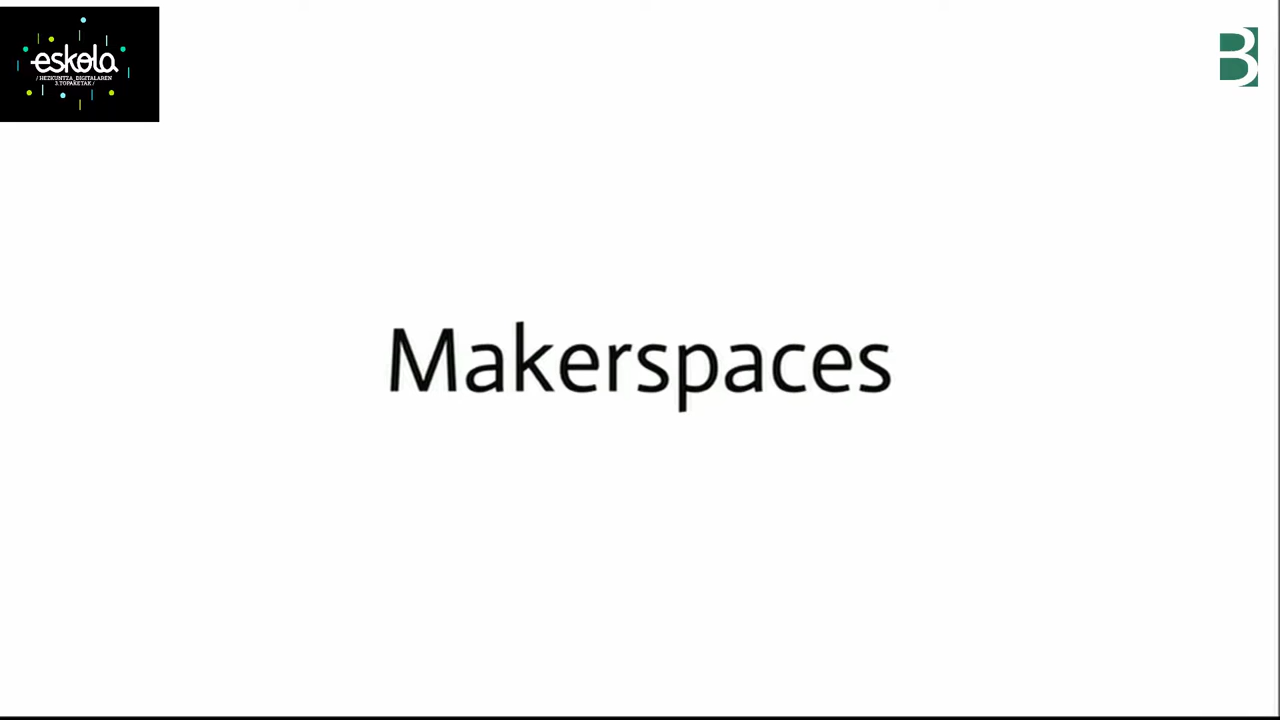 eskola
/ HEZKUNTZA_DIGITALAREN
3.TOPAKETAK /
B
Makerspaces